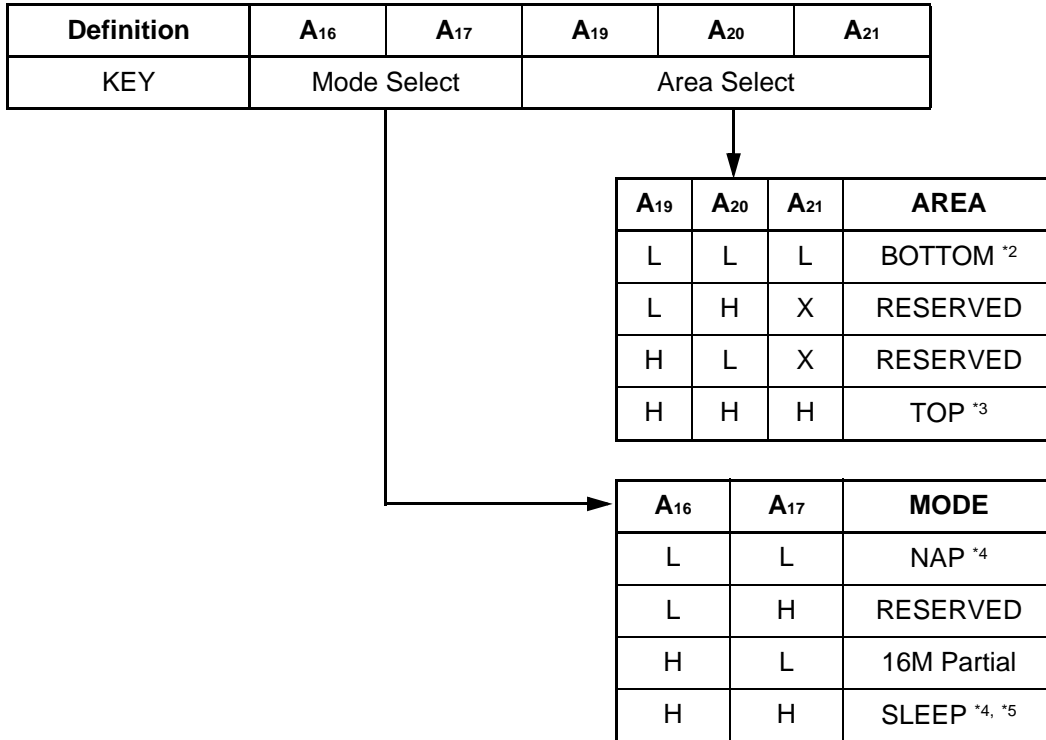 Definition A16 A17 A19 A20 A21
KEY Mode Select Area Select
A19 A20 A21 AREA
L L L BOTTOM *2
L H X RESERVED
H L X RESERVED
H H H TOP *3
A16 A17 MODE
L L NAP *4
L H RESERVED
H L 16M Partial
H H SLEEP *4, *5